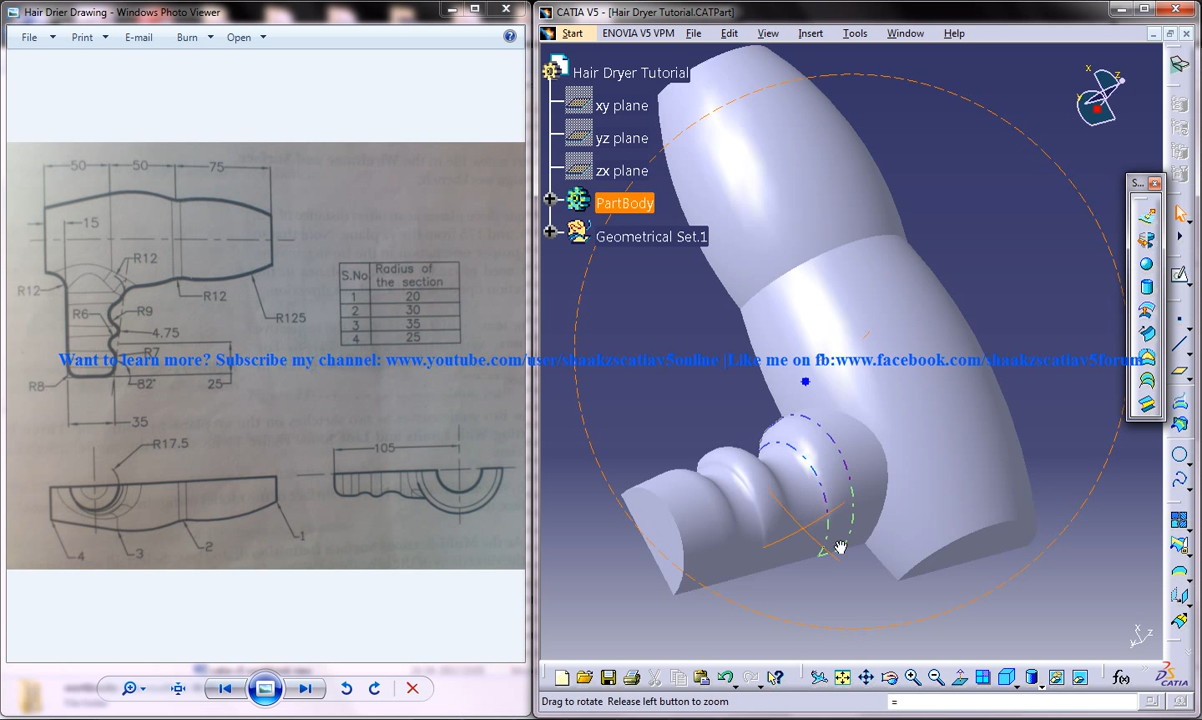 Hair Drier Drawing - Windows Photo Viewer
File Print E-mail Burn Open
50 50 75
15
R12
R12
R9
R6
R12
4.75
R125
R7
R8
82°
25
35
S.No Radius of the section
1 20
2 30
3 35
4 25
R17.5
105
4 3 2 1
CATIA V5 - [Hair Dryer Tutorial.CATPart]
Start ENOVIA V5 VPM File Edit View Insert Tools Window Help
Hair Dryer Tutorial
xy plane
yz plane
zx plane
PartBody
Geometrical Set.1
S...
x
z
y
Want to learn more? Subscribe my channel: www.youtube.com/user/shaakzscatiav5online |Like me on fb:www.facebook.com/shaakzscatiav5forum
x
z
y
f(x)
CATIA
Drag to rotate Release left button to zoom
=